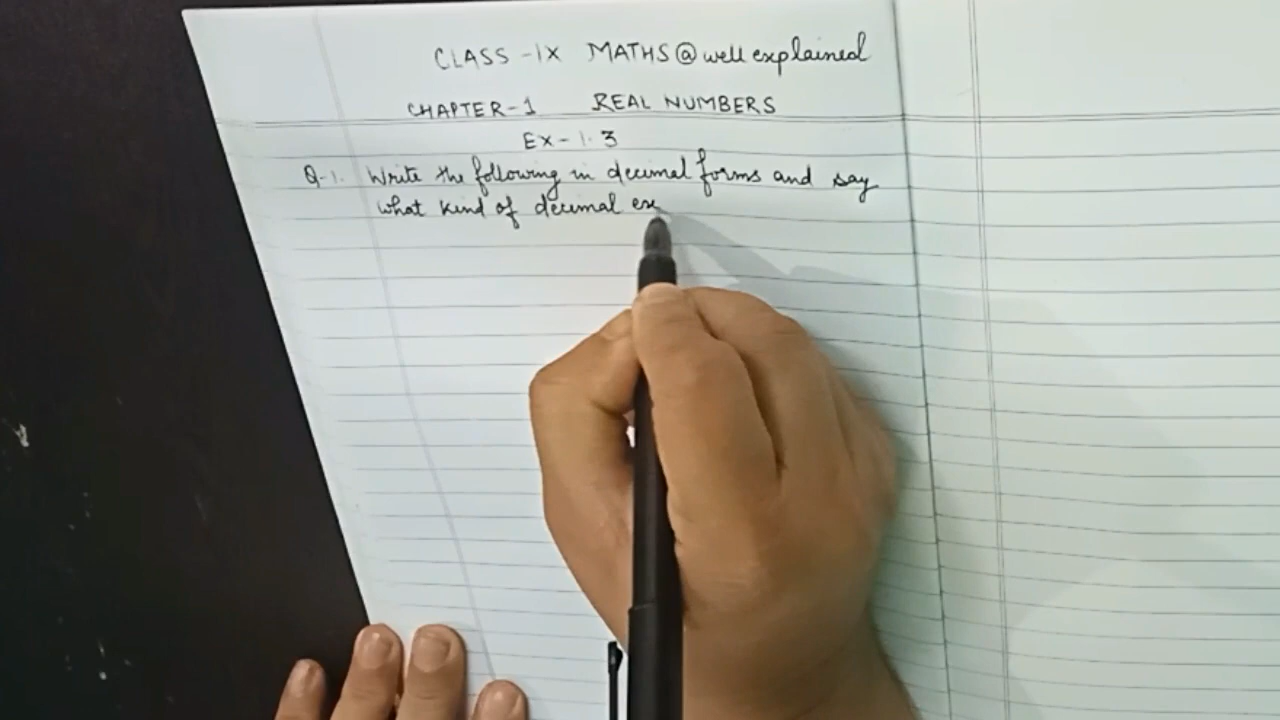 CLASS -IX MATHS@well explained
CHAPTER-1 REAL NUMBERS
EX-1.3
Q-1. Write the following in decimal forms and say
what kind of decimal ex